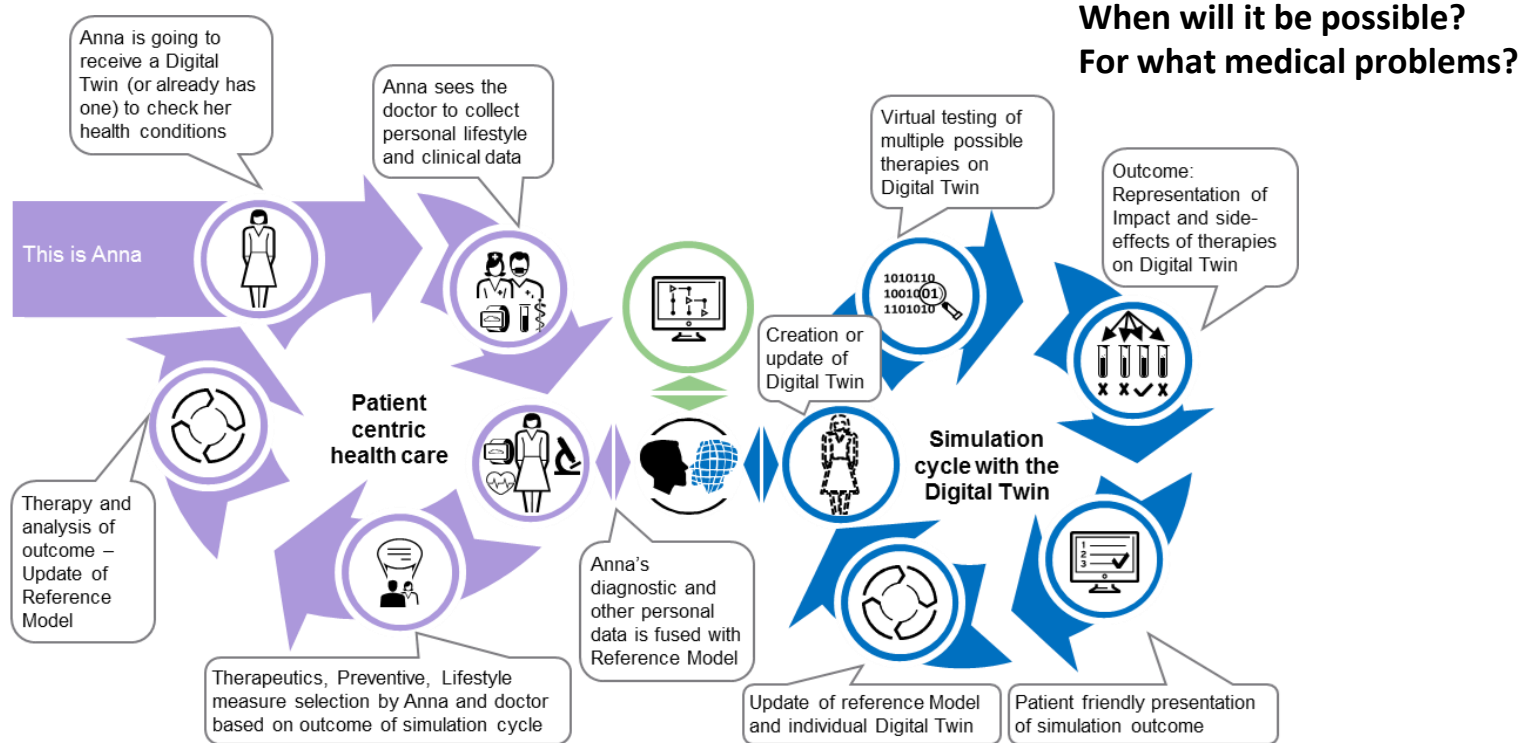 When will it be possible?
For what medical problems?
Anna is going to
receive a Digital
Twin (or already has
one) to check her
health conditions
Anna sees the
doctor to collect
personal lifestyle
and clinical data
Virtual testing of
multiple possible
therapies on
Digital Twin
Outcome:
Representation of
Impact and side-
effects of therapies
on Digital Twin
This is Anna
1010110
1001001
1101010
Creation or
update of
Digital Twin
Patient
centric
health care
Simulation
cycle with the
Digital Twin
Therapy and
analysis of
outcome –
Update of
Reference
Model
1
2
3
Anna's
diagnostic and
other personal
data is fused with
Reference Model
Therapeutics, Preventive, Lifestyle
measure selection by Anna and doctor
based on outcome of simulation cycle
Update of reference Model
and individual Digital Twin
Patient friendly presentation
of simulation outcome